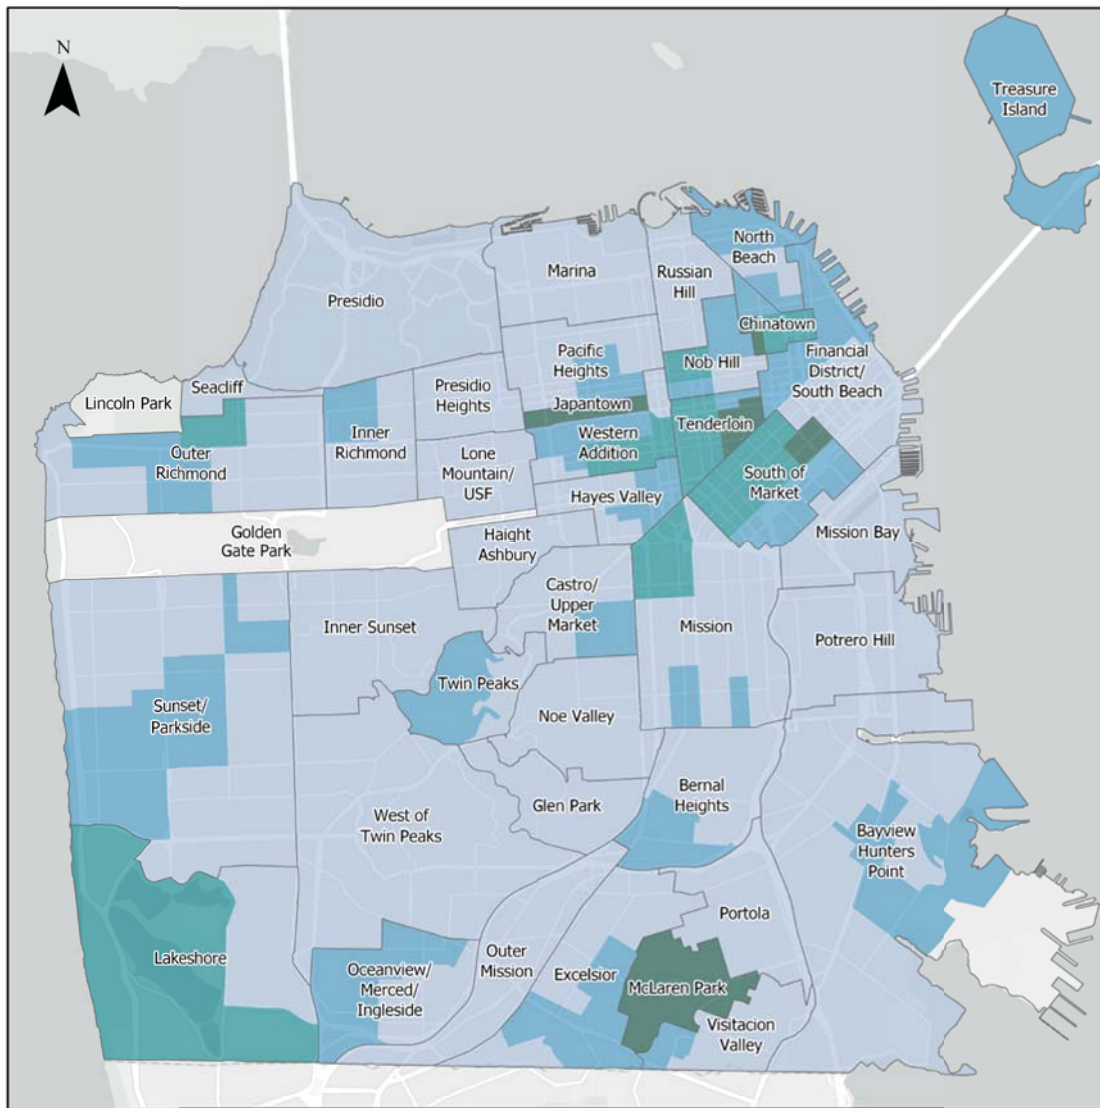 N
Treasure
Island
North
Beach
Marina
Russian
Hill
Presidio
Chinatown
Pacific
Heights
Nob Hill
Financial
District/
South Beach
Seacliff
Presidio
Heights
Lincoln Park
Japantown
Tenderloin
Inner
Richmond
Western
Addition
Outer
Richmond
Lone
Mountain/
USF
South of
Market
Hayes Valley
Golden
Gate Park
Haight
Ashbury
Mission Bay
Castro/
Upper
Market
Inner Sunset
Mission
Potrero Hill
Twin Peaks
Sunset/
Parkside
Noe Valley
Bernal
Heights
Glen Park
West of
Twin Peaks
Bayview
Hunters
Point
Portola
Lakeshore
Outer
Mission
Oceanview/
Merced/
Ingleside
Excelsior
McLaren Park
Visitacion
Valley